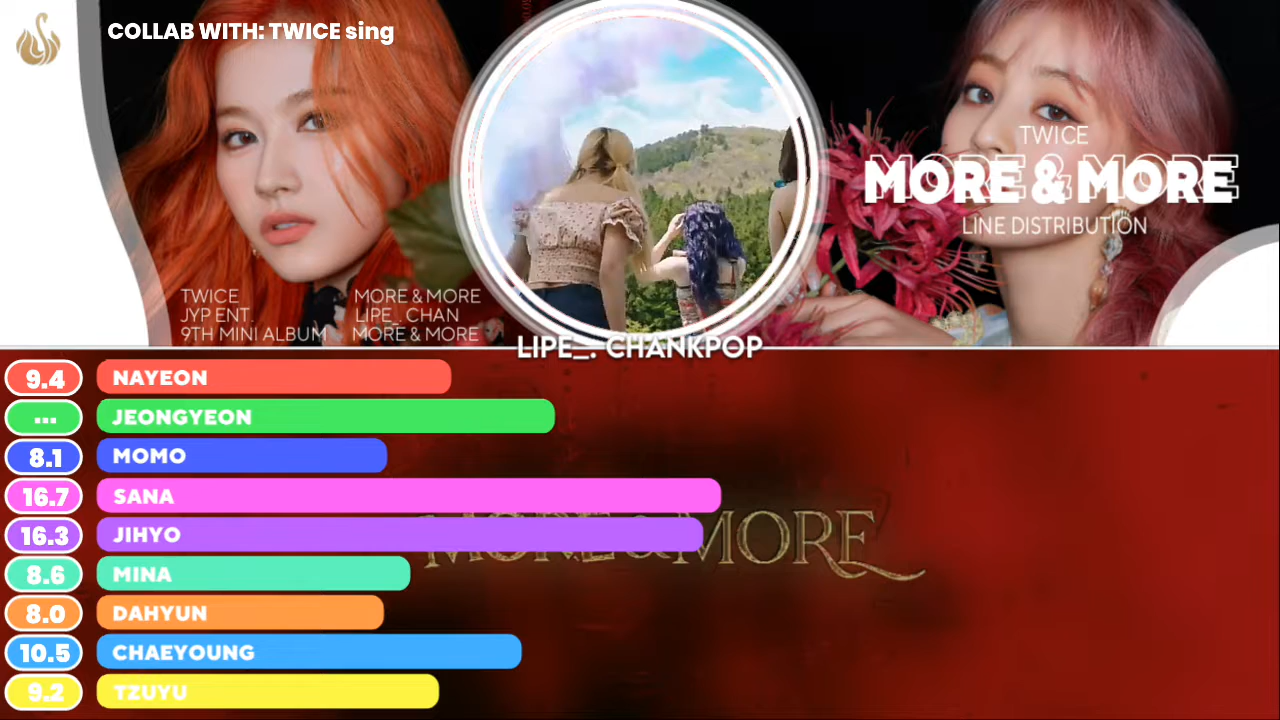 COLLAB WITH: TWICE sing
TWICE
MORE & MORE
LINE DISTRIBUTION
TWICE MORE & MORE
JYP ENT. LIPE_. CHAN
9TH MINI ALBUM MORE & MORE
LIPE_. CHANKPOP
9.4 NAYEON
... JEONGYEON
8.1 MOMO
16.7 SANA
16.3 JIHYO
MORE & MORE
8.6 MINA
8.0 DAHYUN
10.5 CHAEYOUNG
9.2 TZUYU